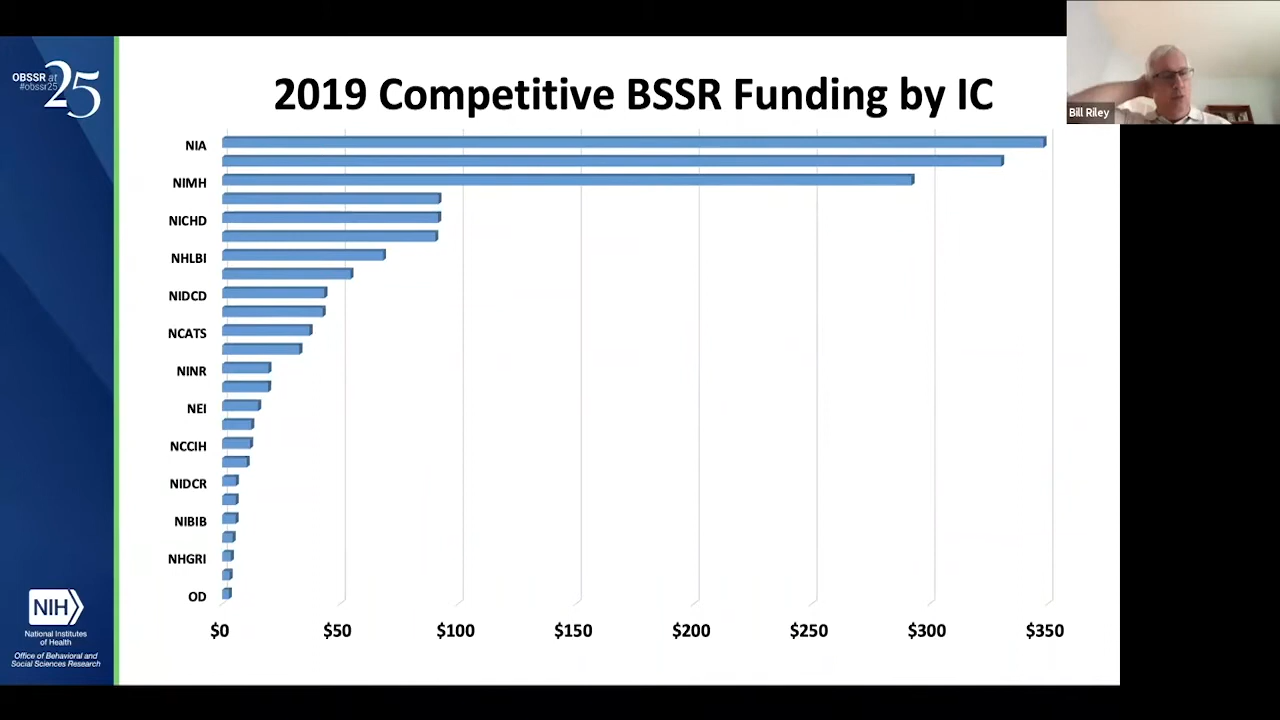 OBSSR at
#obssr25
25
2019 Competitive BSSR Funding by IC
Bill Riley
NIA
NIMH
NICHD
NHLBI
NIDCD
NCATS
NINR
NEI
NCCIH
NIDCR
NIBIB
NHGRI
OD
$0 $50 $100 $150 $200 $250 $300 $350
NIH
National Institutes
of Health
Office of Behavioral and
Social Sciences Research